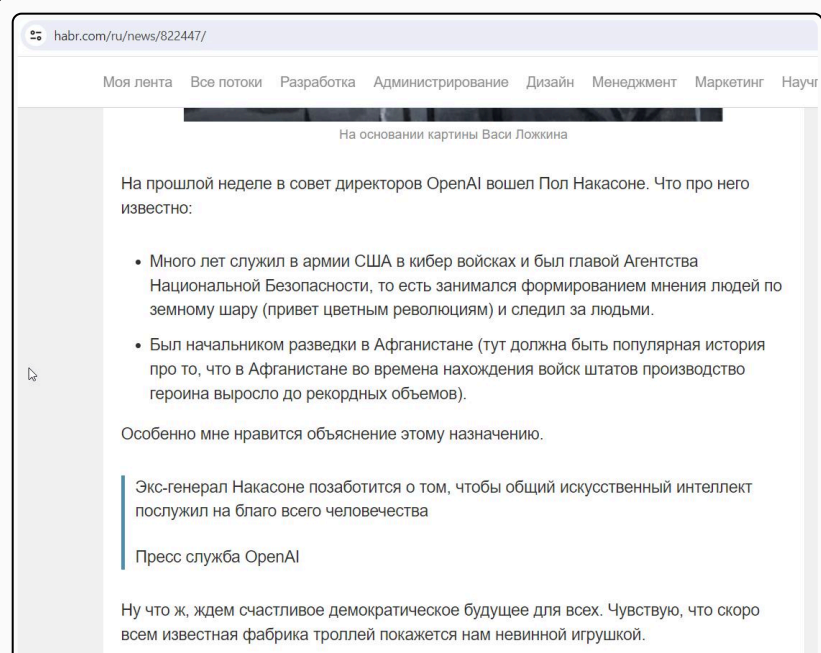 habr.com/ru/news/822447/
Моя лента Все потоки Разработка Администрирование Дизайн Менеджмент Маркетинг
На основании картины Васи Ложкина
На прошлой неделе в совет директоров OpenAI вошел Пол Накасоне. Что про него
известно:
• Много лет служил в армии США в кибер войсках и был главой Агентства
Национальной Безопасности, то есть занимался формированием мнения людей по
земному шару (привет цветным революциям) и следил за людьми.
• Был начальником разведки в Афганистане (тут должна быть популярная история
про то, что в Афганистане во времена нахождения войск штатов производство
героина выросло до рекордных объемов).
Особенно мне нравится объяснение этому назначению.
Экс-генерал Накасоне позаботится о том, чтобы общий искусственный интеллект
послужил на благо всего человечества
Пресс служба OpenAI
Ну что ж, ждем счастливое демократическое будущее для всех. Чувствую, что скоро
всем известная фабрика троллей покажется нам невинной игрушкой.